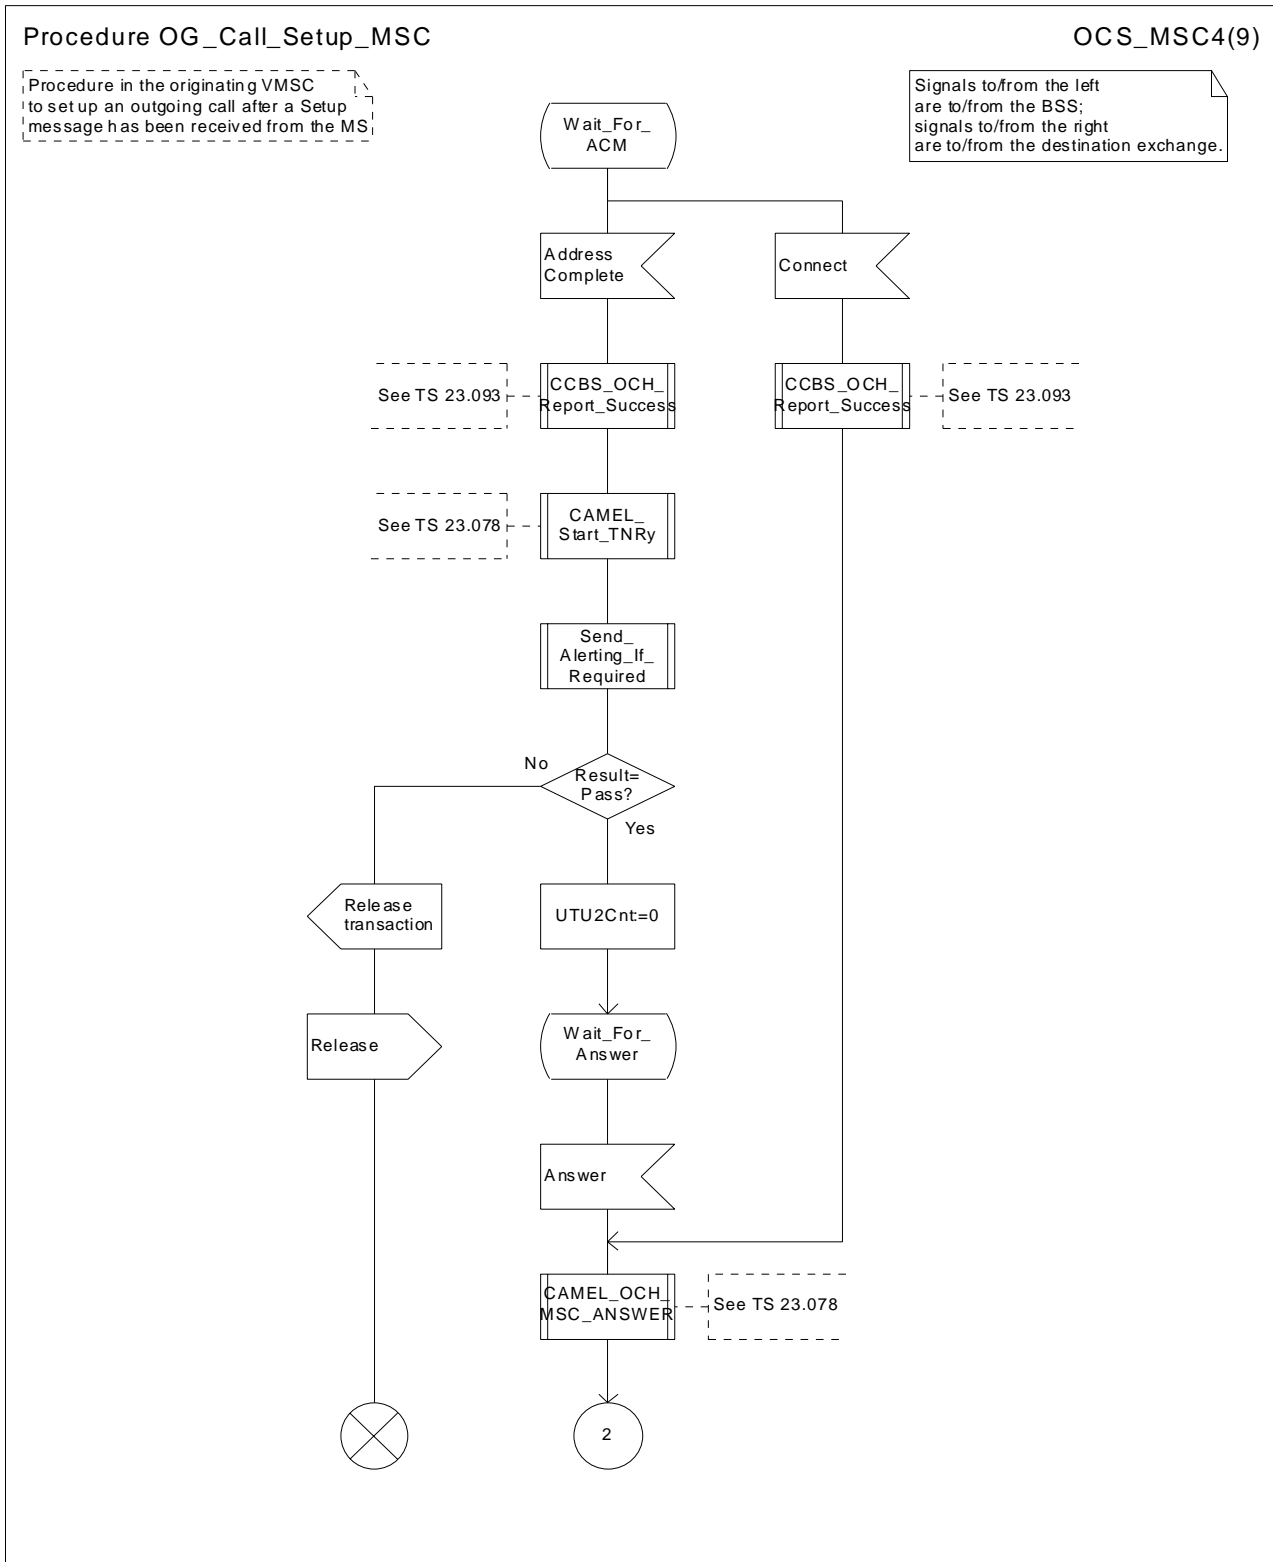 Procedure OG_Call_Setup_MSC
OCS_MSC4(9)
Procedure in the originating VMSC
to set up an outgoing call after a Setup
message has been received from the MS
Signals to/from the left
are to/from the BSS;
signals to/from the right
are to/from the destination exchange.
Wait_For_
ACM
Address
Complete
Connect
See TS 23.093
CCBS_OCH_
Report_Success
CCBS_OCH_
Report_Success
See TS 23.093
See TS 23.078
CAMEL_
Start_TNRy
Send_
Alerting_If_
Required
No
Result=
Pass?
Yes
Release
transaction
UTU2Cnt:=0
Release
Wait_For_
Answer
Answer
CAMEL_OCH_
MSC_ANSWER
See TS 23.078
2